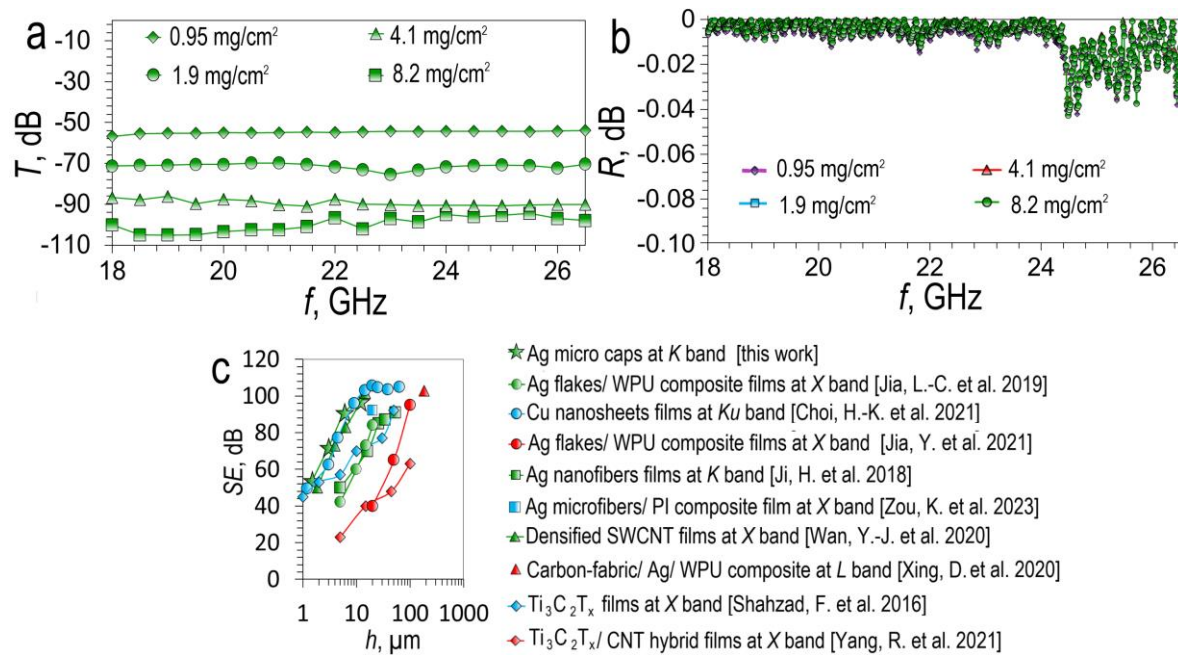 a
0.95 mg/cm²
4.1 mg/cm²
1.9 mg/cm²
8.2 mg/cm²
-10
-30
-50
-70
-90
-110
T, dB
18
20
22
24
26
f, GHz
b
0
-0.02
-0.04
-0.06
-0.08
-0.10
R, dB
0.95 mg/cm²
4.1 mg/cm²
1.9 mg/cm²
8.2 mg/cm²
18
20
22
24
26
f, GHz
c
120
100
80
60
40
20
0
SE, dB
1
10
100
1000
h, µm
Ag micro caps at K band [this work]
Ag flakes/ WPU composite films at X band [Jia, L.-C. et al. 2019]
Cu nanosheets films at Ku band [Choi, H.-K. et al. 2021]
Ag flakes/ WPU composite films at X band [Jia, Y. et al. 2021]
Ag nanofibers films at K band [Ji, H. et al. 2018]
Ag microfibers/ PI composite film at X band [Zou, K. et al. 2023]
Densified SWCNT films at X band [Wan, Y.-J. et al. 2020]
Carbon-fabric/ Ag/ WPU composite at L band [Xing, D. et al. 2020]
Ti₃C₂Tₓ films at X band [Shahzad, F. et al. 2016]
Ti₃C₂Tₓ/ CNT hybrid films at X band [Yang, R. et al. 2021]